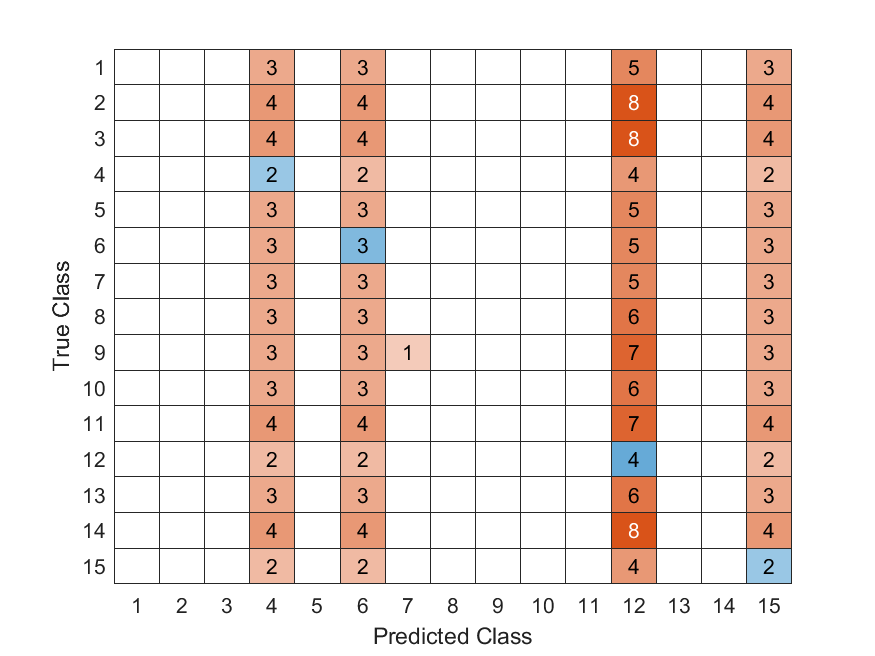 1 3 3 5 3
2 4 4 8 4
3 4 4 8 4
4 2 2 4 2
5 3 3 5 3
6 3 3 5 3
7 3 3 5 3
8 3 3 6 3
9 3 3 1 7 3
10 3 3 6 3
11 4 4 7 4
12 2 2 4 2
13 3 3 6 3
14 4 4 8 4
15 2 2 4 2
True Class
1 2 3 4 5 6 7 8 9 10 11 12 13 14 15
Predicted Class